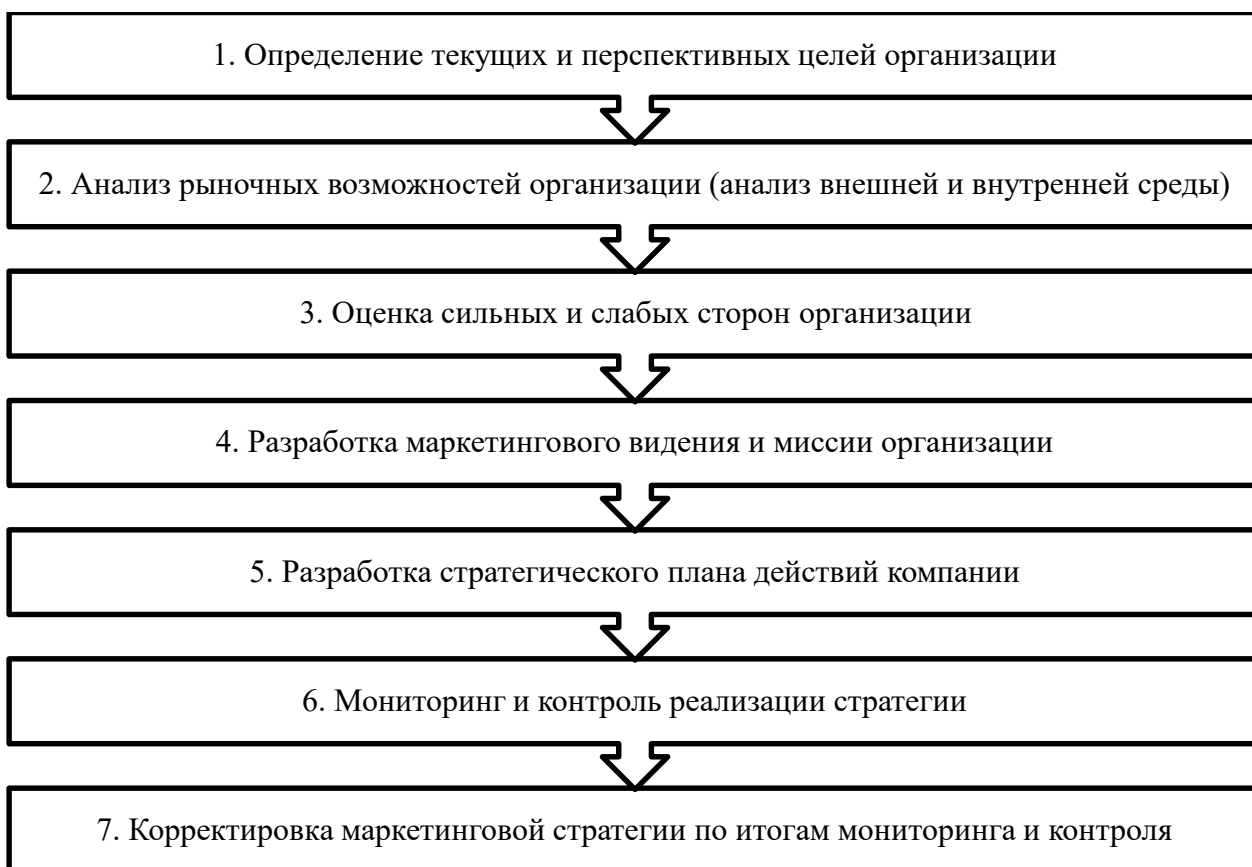 1. Определение текущих и перспективных целей организации
2. Анализ рыночных возможностей организации (анализ внешней и внутренней среды)
3. Оценка сильных и слабых сторон организации
4. Разработка маркетингового видения и миссии организации
5. Разработка стратегического плана действий компании
6. Мониторинг и контроль реализации стратегии
7. Корректировка маркетинговой стратегии по итогам мониторинга и контроля